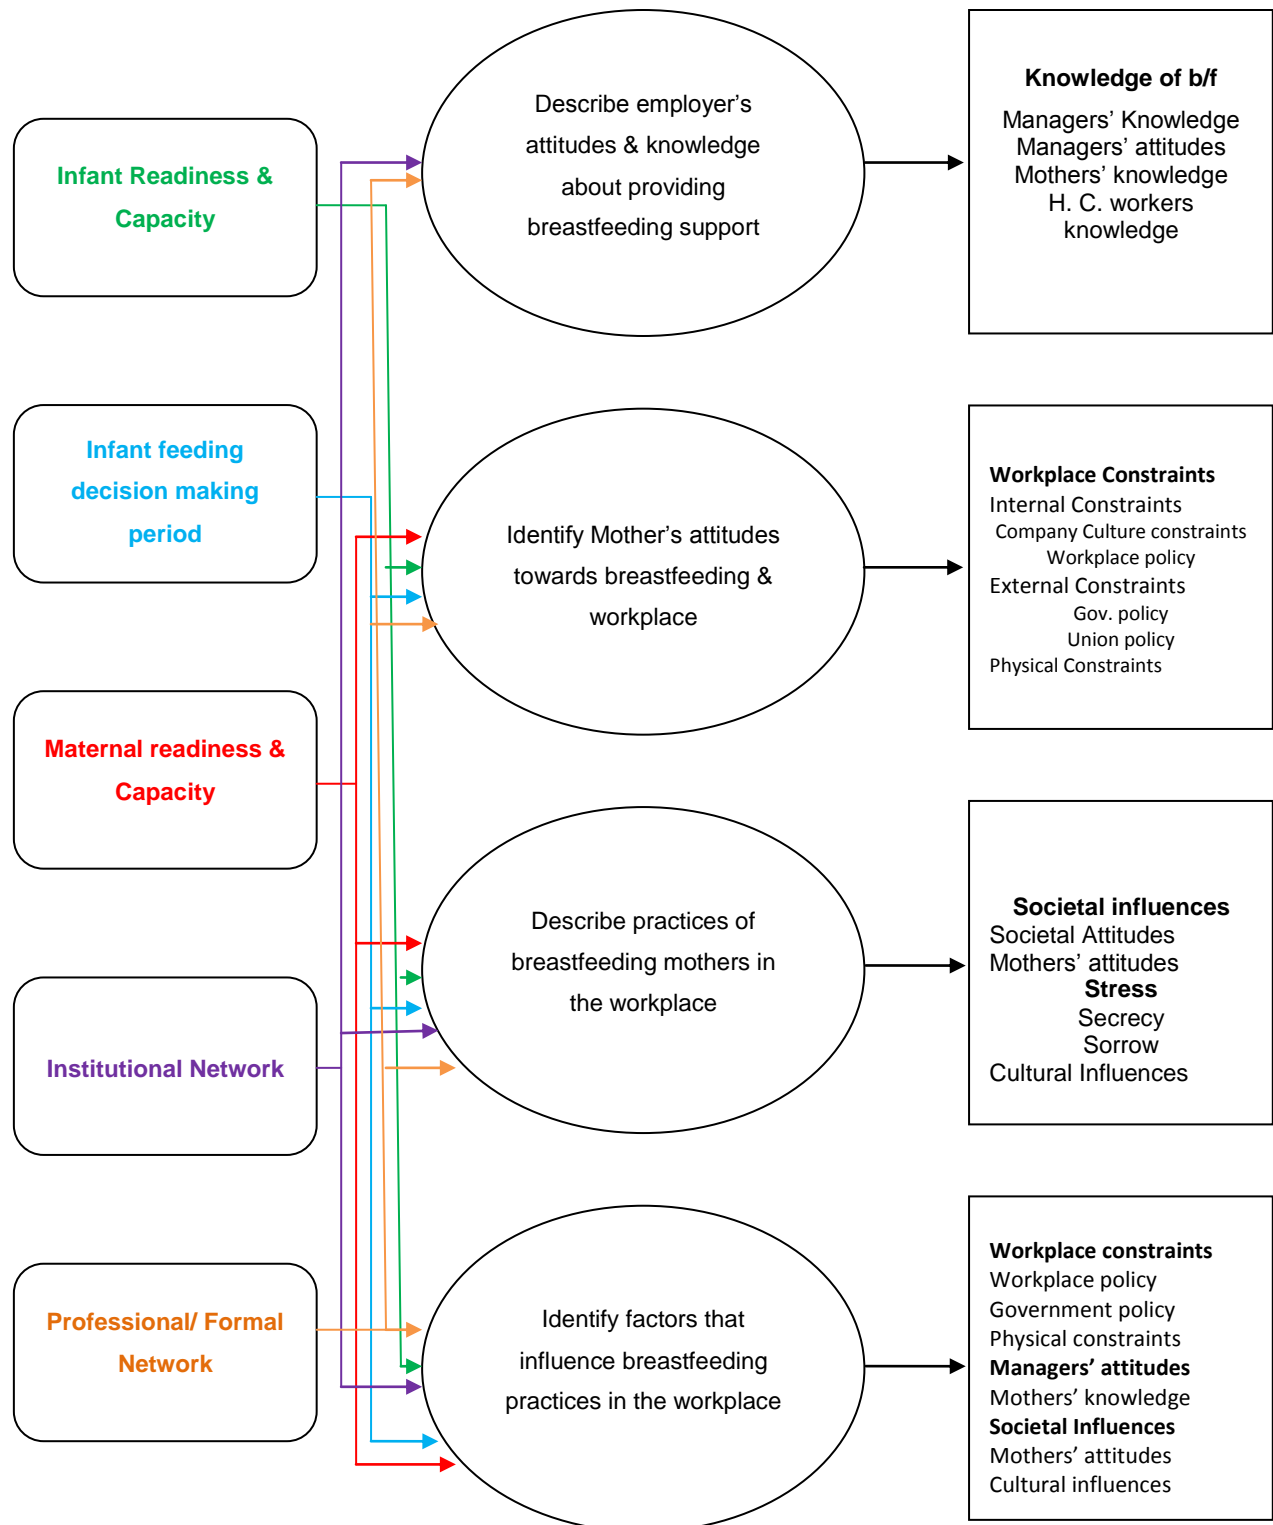 Infant Readiness &
Capacity
Infant feeding
decision making
period
Maternal readiness &
Capacity
Institutional Network
Professional/ Formal
Network
Describe employer’s
attitudes & knowledge
about providing
breastfeeding support
Identify Mother’s attitudes
towards breastfeeding &
workplace
Describe practices of
breastfeeding mothers in
the workplace
Identify factors that
influence breastfeeding
practices in the workplace
Knowledge of b/f
Managers’ Knowledge
Managers’ attitudes
Mothers’ knowledge
H. C. workers
knowledge
Workplace Constraints
Internal Constraints
Company Culture constraints
Workplace policy
External Constraints
Gov. policy
Union policy
Physical Constraints
Societal influences
Societal Attitudes
Mothers’ attitudes
Stress
Secrecy
Sorrow
Cultural Influences
Workplace constraints
Workplace policy
Government policy
Physical constraints
Managers’ attitudes
Mothers’ knowledge
Societal Influences
Mothers’ attitudes
Cultural influences